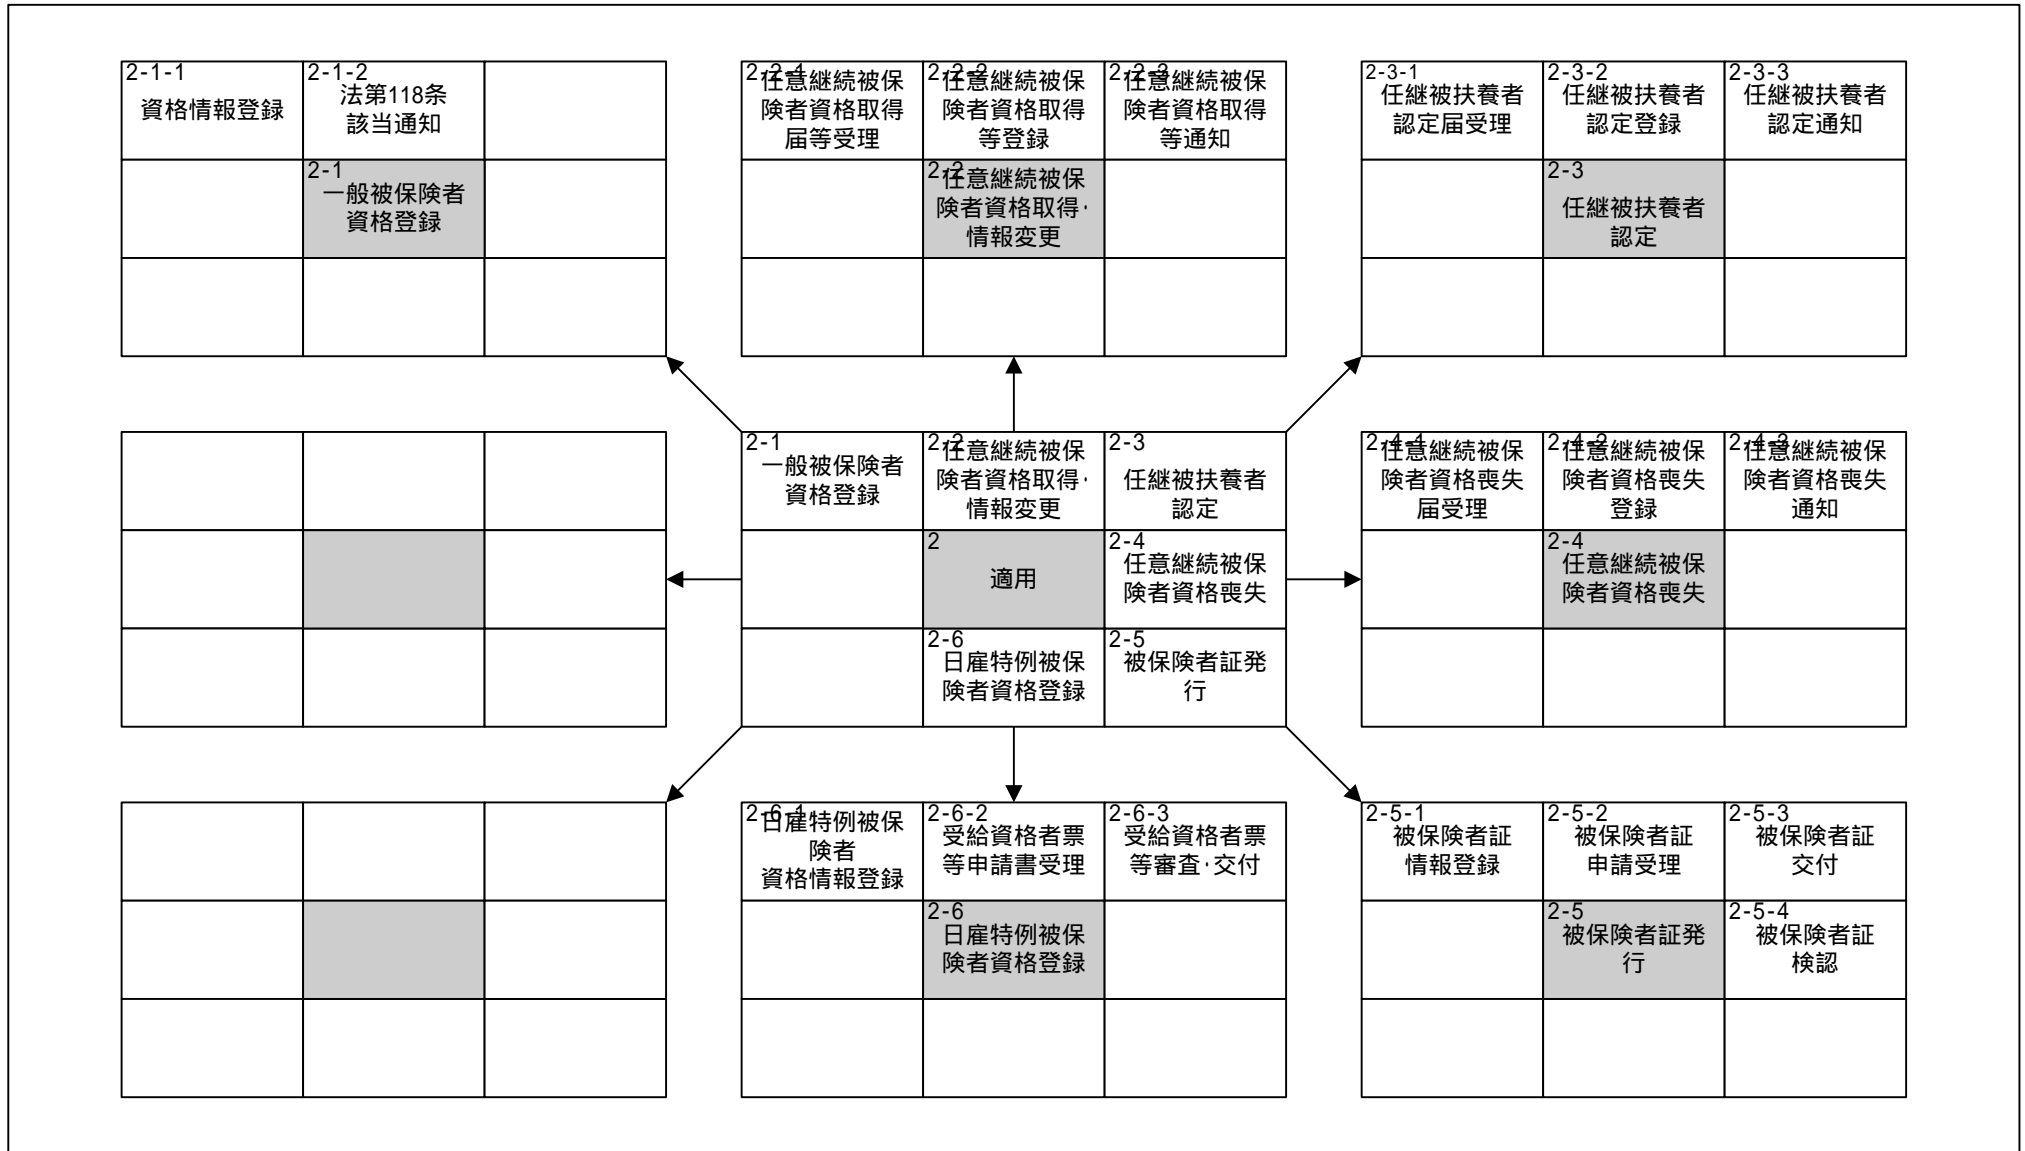 2-1-1
資格情報登録
2-1-2
法第118条
該当通知
2-1
一般被保険者
資格登録
2-2-1
任意継続被保
険者資格取得
届等受理
2-2-2
任意継続被保
険者資格取得
等登録
2-2-3
任意継続被保
険者資格取得
等通知
2-2
任意継続被保
険者資格取得・
情報変更
2-3-1
任継被扶養者
認定届受理
2-3-2
任継被扶養者
認定登録
2-3-3
任継被扶養者
認定通知
2-3
任継被扶養者
認定
2-1
一般被保険者
資格登録
2-2
任意継続被保
険者資格取得・
情報変更
2-3
任継被扶養者
認定
2
適用
2-4
任意継続被保
険者資格喪失
2-6
日雇特例被保
険者資格登録
2-5
被保険者証発
行
2-4-1
任意継続被保
険者資格喪失
届受理
2-4-2
任意継続被保
険者資格喪失
登録
2-4-3
任意継続被保
険者資格喪失
通知
2-4
任意継続被保
険者資格喪失
2-6-1
日雇特例被保
険者
資格情報登録
2-6-2
受給資格者票
等申請書受理
2-6-3
受給資格者票
等審査・交付
2-6
日雇特例被保
険者資格登録
2-5-1
被保険者証
情報登録
2-5-2
被保険者証
申請受理
2-5-3
被保険者証
交付
2-5
被保険者証発
行
2-5-4
被保険者証
検認